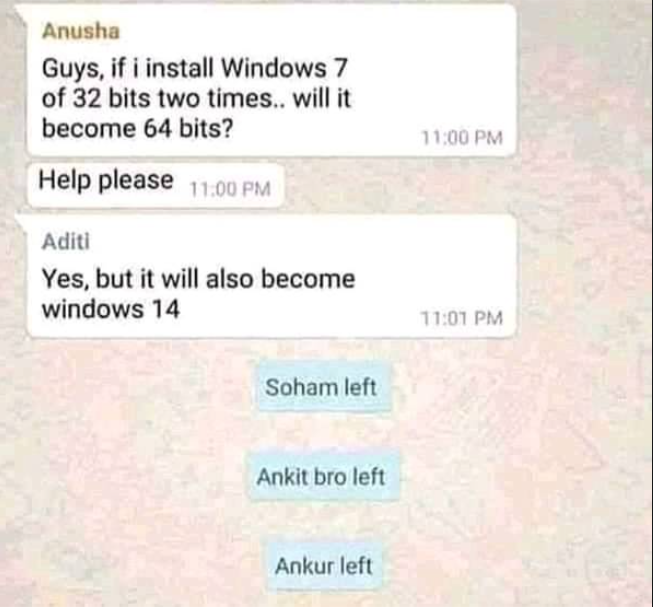 Anusha
Guys, if i install Windows 7
of 32 bits two times.. will it
become 64 bits?
11:00 PM
Help please 11:00 PM
Aditi
Yes, but it will also become
windows 14
11:01 PM
Soham left
Ankit bro left
Ankur left